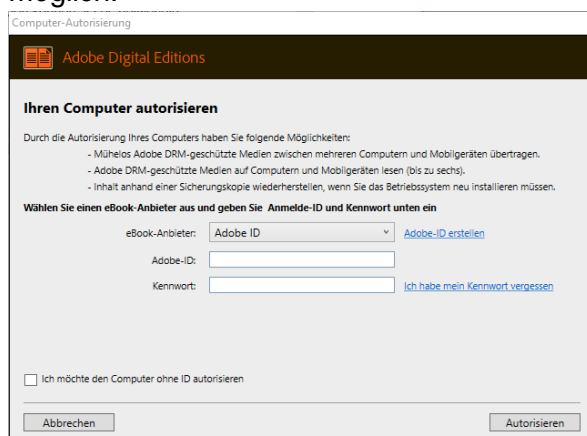 möglich.
Computer-Autorisierung
Adobe Digital Editions
Ihren Computer autorisieren
Durch die Autorisierung Ihres Computers haben Sie folgende Möglichkeiten:
- Mühelos Adobe DRM-geschützte Medien zwischen mehreren Computern und Mobilgeräten übertragen.
- Adobe DRM-geschützte Medien auf Computern und Mobilgeräten lesen (bis zu sechs).
- Inhalt anhand einer Sicherungskopie wiederherstellen, wenn Sie das Betriebssystem neu installieren müssen.
Wählen Sie einen eBook-Anbieter aus und geben Sie Anmelde-ID und Kennwort unten ein
eBook-Anbieter: Adobe ID Adobe-ID erstellen
Adobe-ID:
Kennwort: Ich habe mein Kennwort vergessen
Ich möchte den Computer ohne ID autorisieren
Abbrechen Autorisieren